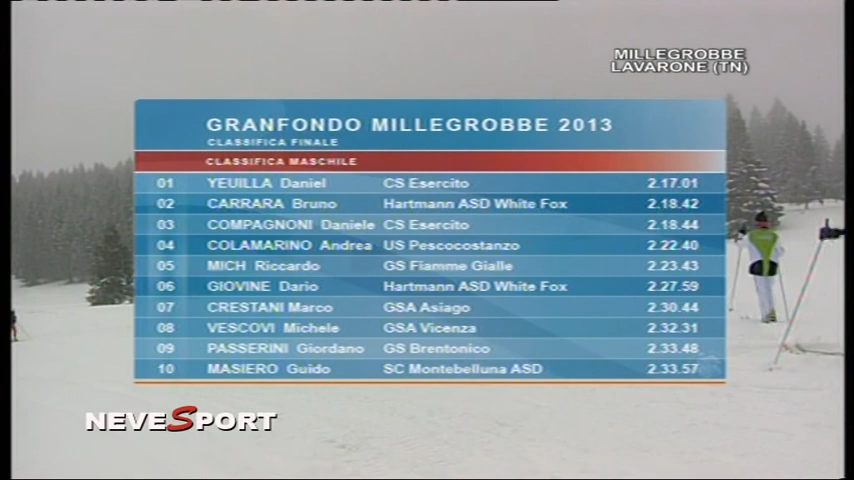 MILLEGROBBE
LAVARONE (TN)
GRANFONDO MILLEGROBBE 2013
CLASSIFICA FINALE
CLASSIFICA MASCHILE
01 YEUILLA Daniel CS Esercito 2.17.01
02 CARRARA Bruno Hartmann ASD White Fox 2.18.42
03 COMPAGNONI Daniele CS Esercito 2.18.44
04 COLAMARINO Andrea US Pescocostanzo 2.22.40
05 MICH Riccardo GS Fiamme Gialle 2.23.43
06 GIOVINE Dario Hartmann ASD White Fox 2.27.59
07 CRESTANI Marco GSA Asiago 2.30.44
08 VESCOVI Michele GSA Vicenza 2.32.31
09 PASSERINI Giordano GS Brentonico 2.33.48
10 MASIERO Guido SC Montebelluna ASD 2.33.57
NEVESPORT